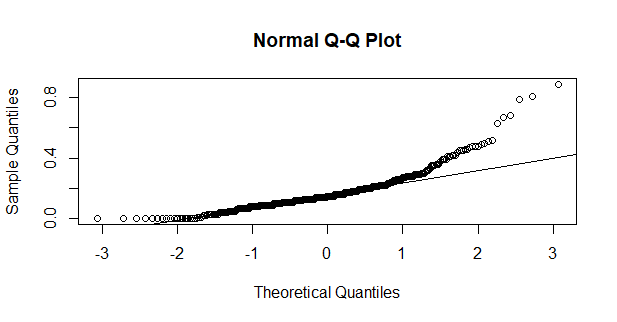 Normal Q-Q Plot
Sample Quantiles
0.8
0.4
0.0
-3 -2 -1 0 1 2 3
Theoretical Quantiles